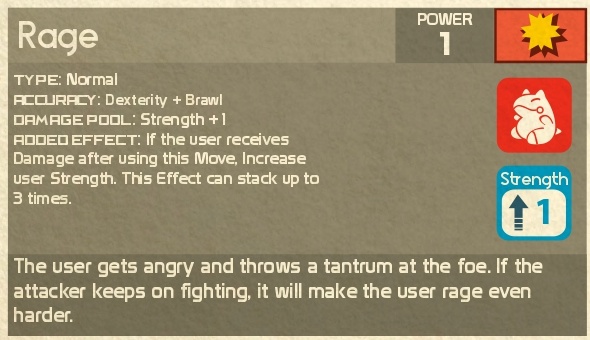 Rage
POWER
1
TYPE: Normal
ACCURACY: Dexterity + Brawl
DAMAGE POOL: Strength +1
ADDED EFFECT: If the user receives
Damage after using this Move, Increase
user Strength. This Effect can stack up to
3 times.
Strength
1
The user gets angry and throws a tantrum at the foe. If the
attacker keeps on fighting, it will make the user rage even
harder.